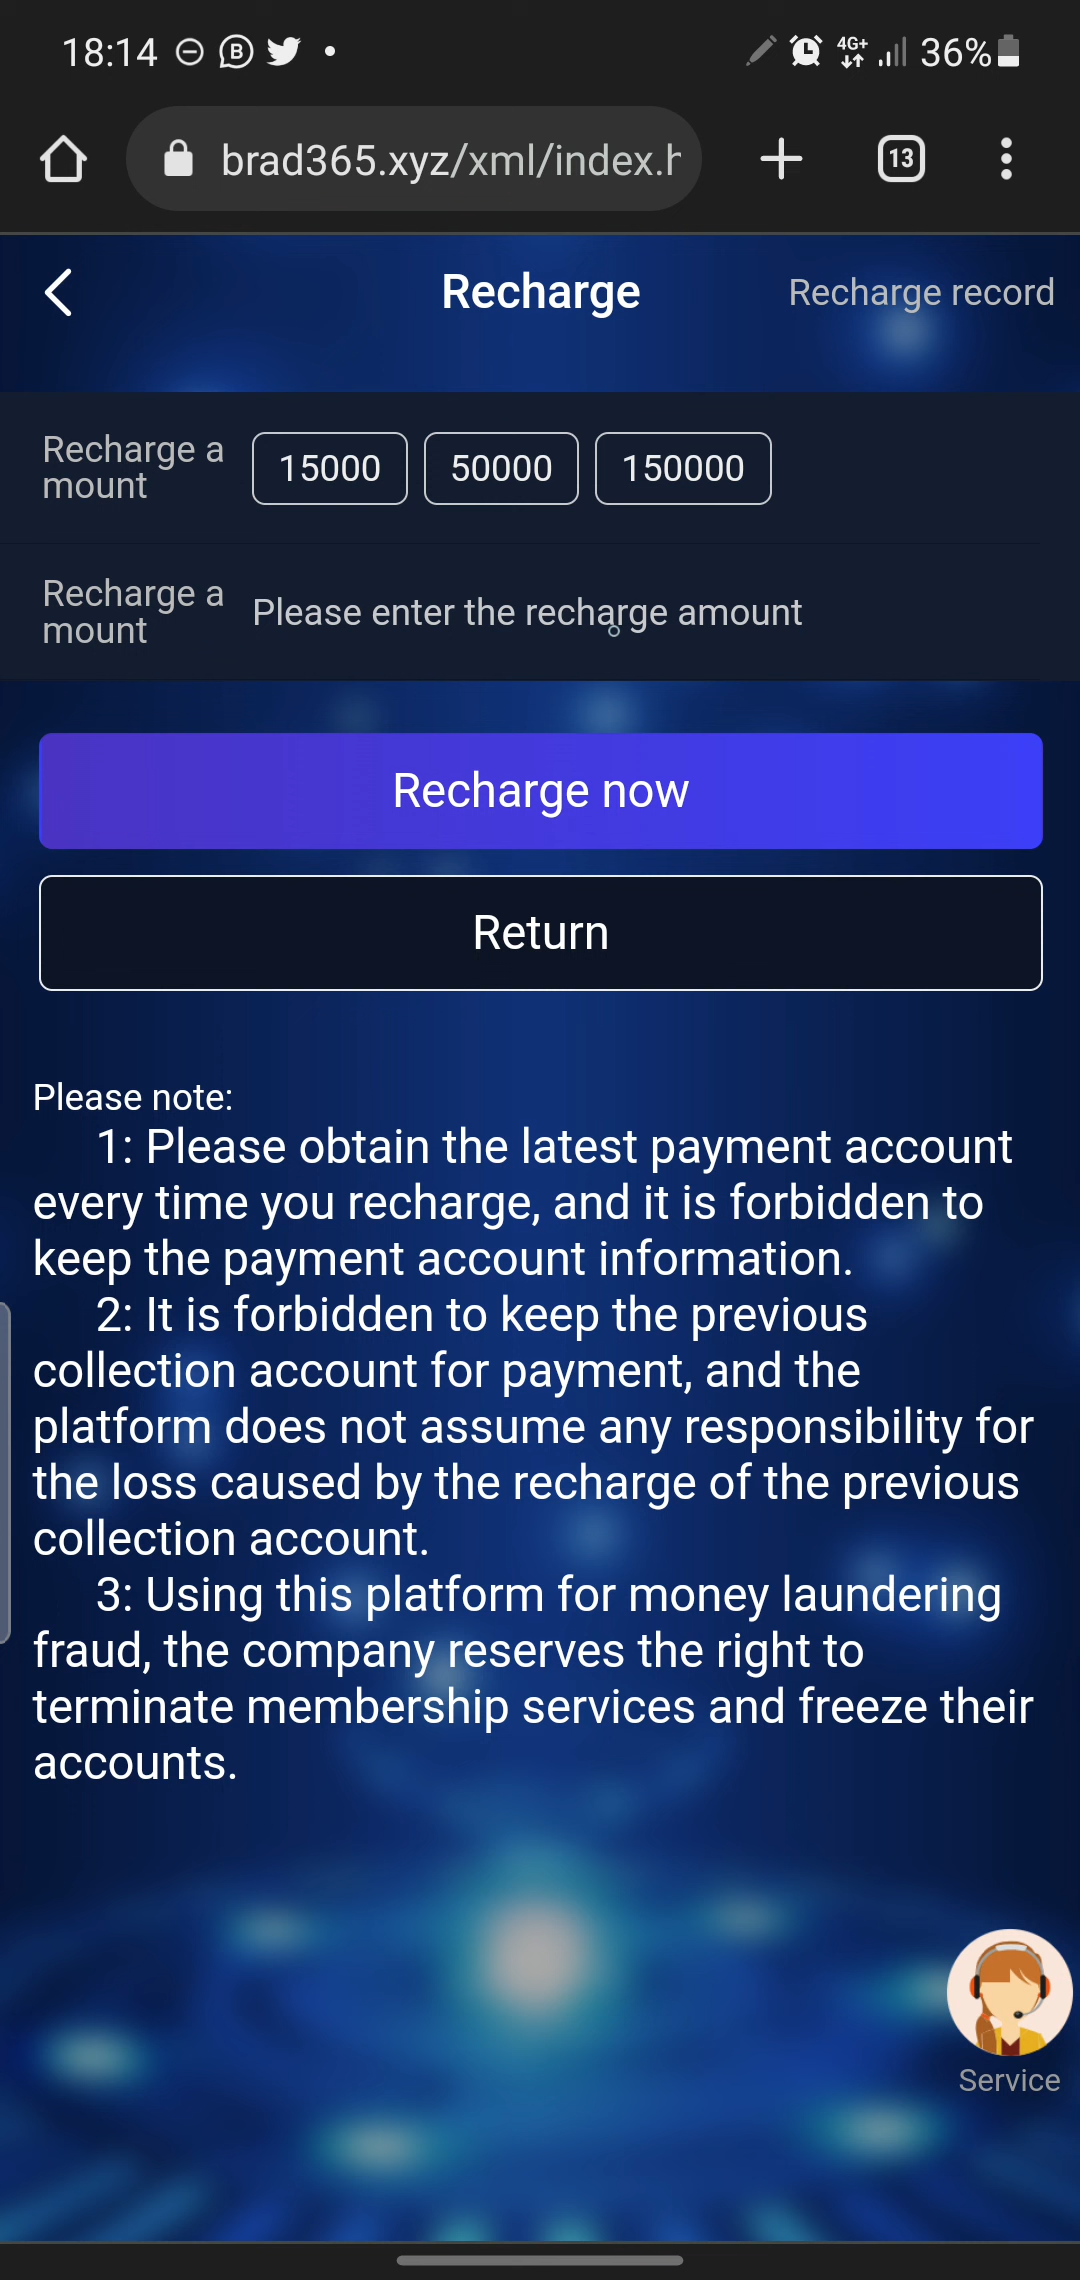 18:14
4G+
36%
brad365.xyz/xml/index.h
13
Recharge
Recharge record
Recharge a
mount
15000
50000
150000
Recharge a
mount
Please enter the recharge amount
Recharge now
Return
Please note:
1: Please obtain the latest payment account
every time you recharge, and it is forbidden to
keep the payment account information.
2: It is forbidden to keep the previous
collection account for payment, and the
platform does not assume any responsibility for
the loss caused by the recharge of the previous
collection account.
3: Using this platform for money laundering
fraud, the company reserves the right to
terminate membership services and freeze their
accounts.
Service